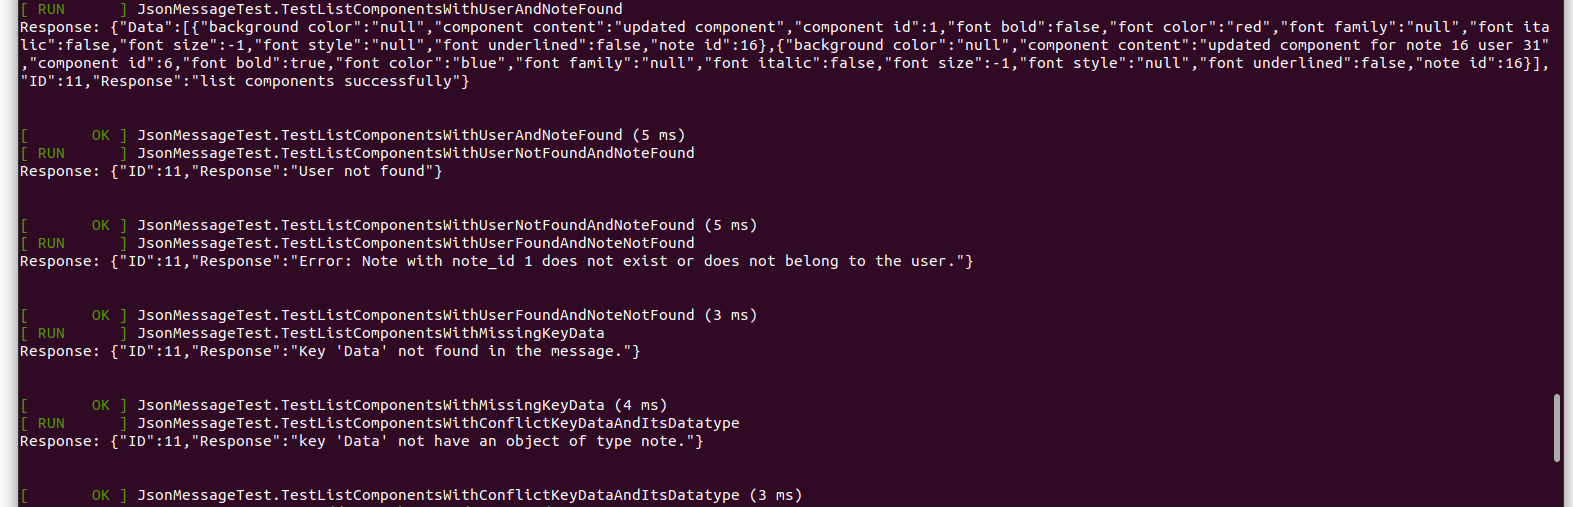 [ RUN      ] JsonMessageTest.TestListComponentsWithUserAndNoteFound
Response: {"Data":[{"background color":"null","component content":"updated component","component id":1,"font bold":false,"font color":"red","font family":"null","font ita
lic":false,"font size":-1,"font style":"null","font underlined":false,"note id":16},{"background color":"null","component content":"updated component for note 16 user 31"
,"component id":6,"font bold":true,"font color":"blue","font family":"null","font italic":false,"font size":-1,"font style":"null","font underlined":false,"note id":16}],
"ID":11,"Response":"list components successfully"}
[       OK ] JsonMessageTest.TestListComponentsWithUserAndNoteFound (5 ms)
[ RUN      ] JsonMessageTest.TestListComponentsWithUserNotFoundAndNoteFound
Response: {"ID":11,"Response":"User not found"}
[       OK ] JsonMessageTest.TestListComponentsWithUserNotFoundAndNoteFound (5 ms)
[ RUN      ] JsonMessageTest.TestListComponentsWithUserFoundAndNoteNotFound
Response: {"ID":11,"Response":"Error: Note with note_id 1 does not exist or does not belong to the user."}
[       OK ] JsonMessageTest.TestListComponentsWithUserFoundAndNoteNotFound (3 ms)
[ RUN      ] JsonMessageTest.TestListComponentsWithMissingKeyData
Response: {"ID":11,"Response":"Key 'Data' not found in the message."}
[       OK ] JsonMessageTest.TestListComponentsWithMissingKeyData (4 ms)
[ RUN      ] JsonMessageTest.TestListComponentsWithConflictKeyDataAndItsDatatype
Response: {"ID":11,"Response":"key 'Data' not have an object of type note."}
[       OK ] JsonMessageTest.TestListComponentsWithConflictKeyDataAndItsDatatype (3 ms)